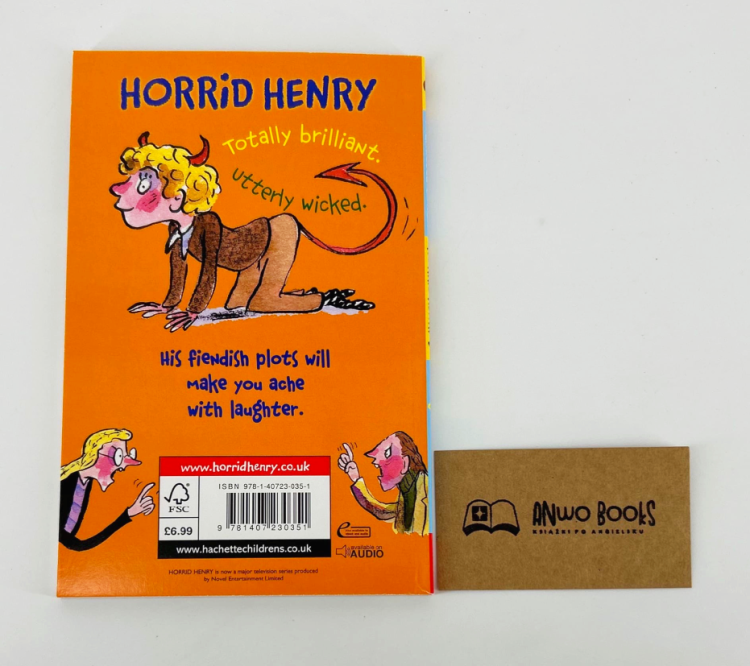 HORRiD HENRY
Totally brilliant.
utterly wicked.
His fiendish plots will
make you ache
with laughter.
www.horridhenry.co.uk
ISBN 978-1-40723-035-1
FSC
9 781407 230351
£6.99
www.hachettechildrens.co.uk
available on
AUDIO
HORRID HENRY is now a major television series produced
by Novel Entertainment Limited
ANWO BOOKS
KSIĄŻKI PO ANGIELSKU